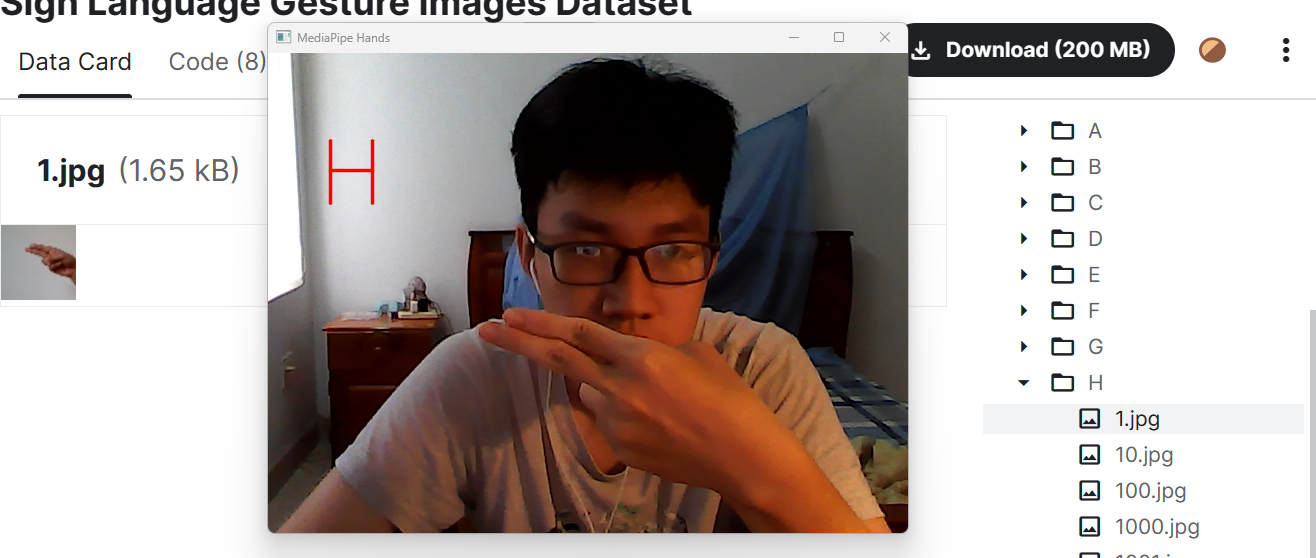 Sign Language Gesture Images Dataset
MediaPipe Hands
Data Card
Code (8)
Download (200 MB)
1.jpg (1.65 kB)
H
A
B
C
D
E
F
G
H
1.jpg
10.jpg
100.jpg
1000.jpg